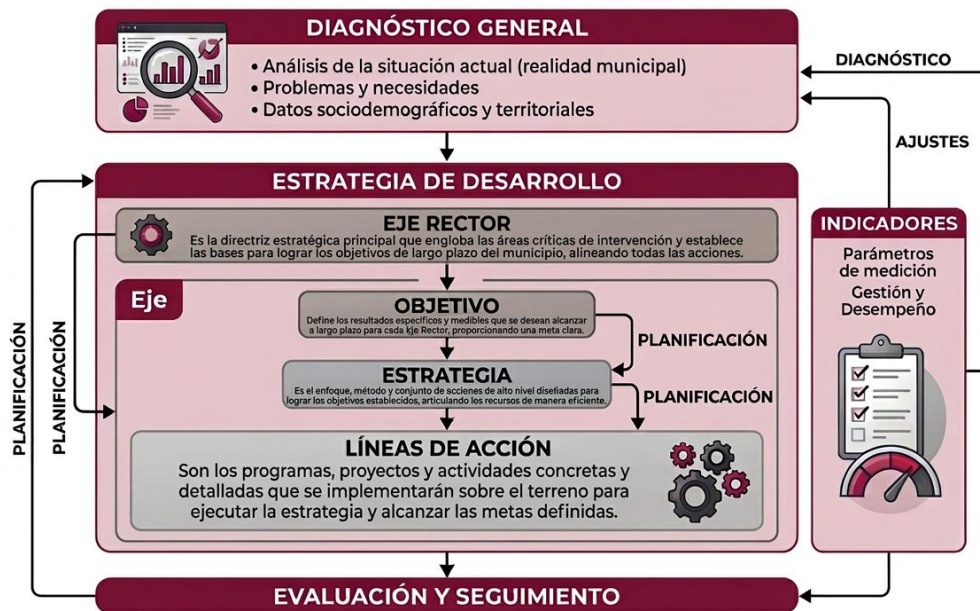 DIAGNÓSTICO GENERAL
• Análisis de la situación actual (realidad municipal)
• Problemas y necesidades
• Datos sociodemográficos y territoriales
DIAGNÓSTICO
AJUSTES
ESTRATEGIA DE DESARROLLO
EJE RECTOR
Es la directriz estratégica principal que engloba las áreas críticas de intervención y establece
las bases para lograr los objetivos de largo plazo del municipio, alineando todas las acciones.
Eje
OBJETIVO
Define los resultados específicos y medibles que se desean alcanzar
a largo plazo para cada Eje Rector, proporcionando una meta clara.
PLANIFICACIÓN
ESTRATEGIA
Es el enfoque, método y conjunto de acciones de alto nivel diseñadas para
lograr los objetivos establecidos, articulando los recursos de manera eficiente.
PLANIFICACIÓN
LÍNEAS DE ACCIÓN
Son los programas, proyectos y actividades concretas y
detalladas que se implementarán sobre el terreno para
ejecutar la estrategia y alcanzar las metas definidas.
PLANIFICACIÓN
PLANIFICACIÓN
INDICADORES
Parámetros
de medición
Gestión y
Desempeño
EVALUACIÓN Y SEGUIMIENTO